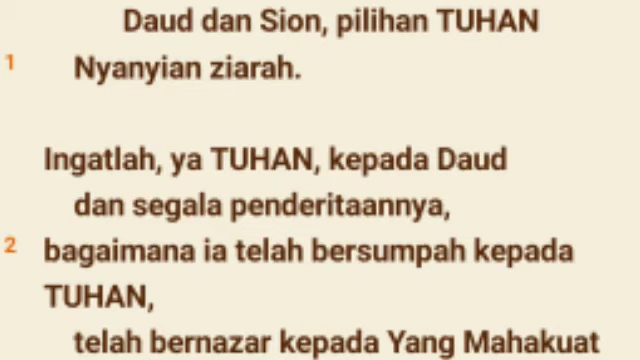 Daud dan Sion, pilihan TUHAN
1 Nyanyian ziarah.
Ingatlah, ya TUHAN, kepada Daud
dan segala penderitaannya,
2 bagaimana ia telah bersumpah kepada
TUHAN,
telah bernazar kepada Yang Mahakuat